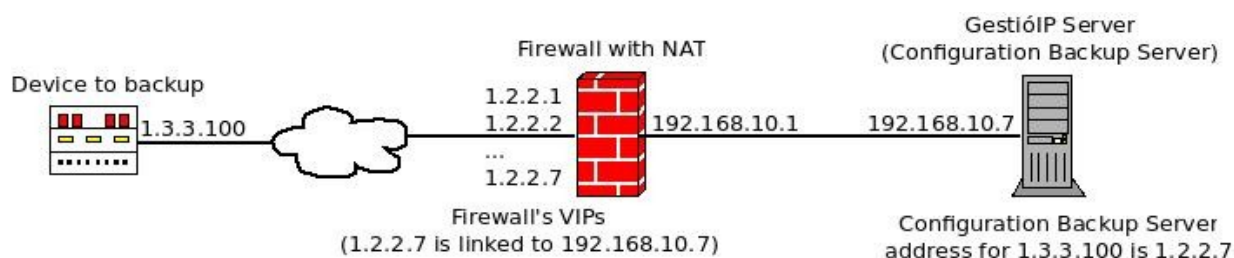 GestióIP Server
(Configuration Backup Server)
Firewall with NAT
Device to backup
1.3.3.100
1.2.2.1
1.2.2.2
...
1.2.2.7
192.168.10.1
192.168.10.7
Firewall's VIPs
(1.2.2.7 is linked to 192.168.10.7)
Configuration Backup Server
address for 1.3.3.100 is 1.2.2.7